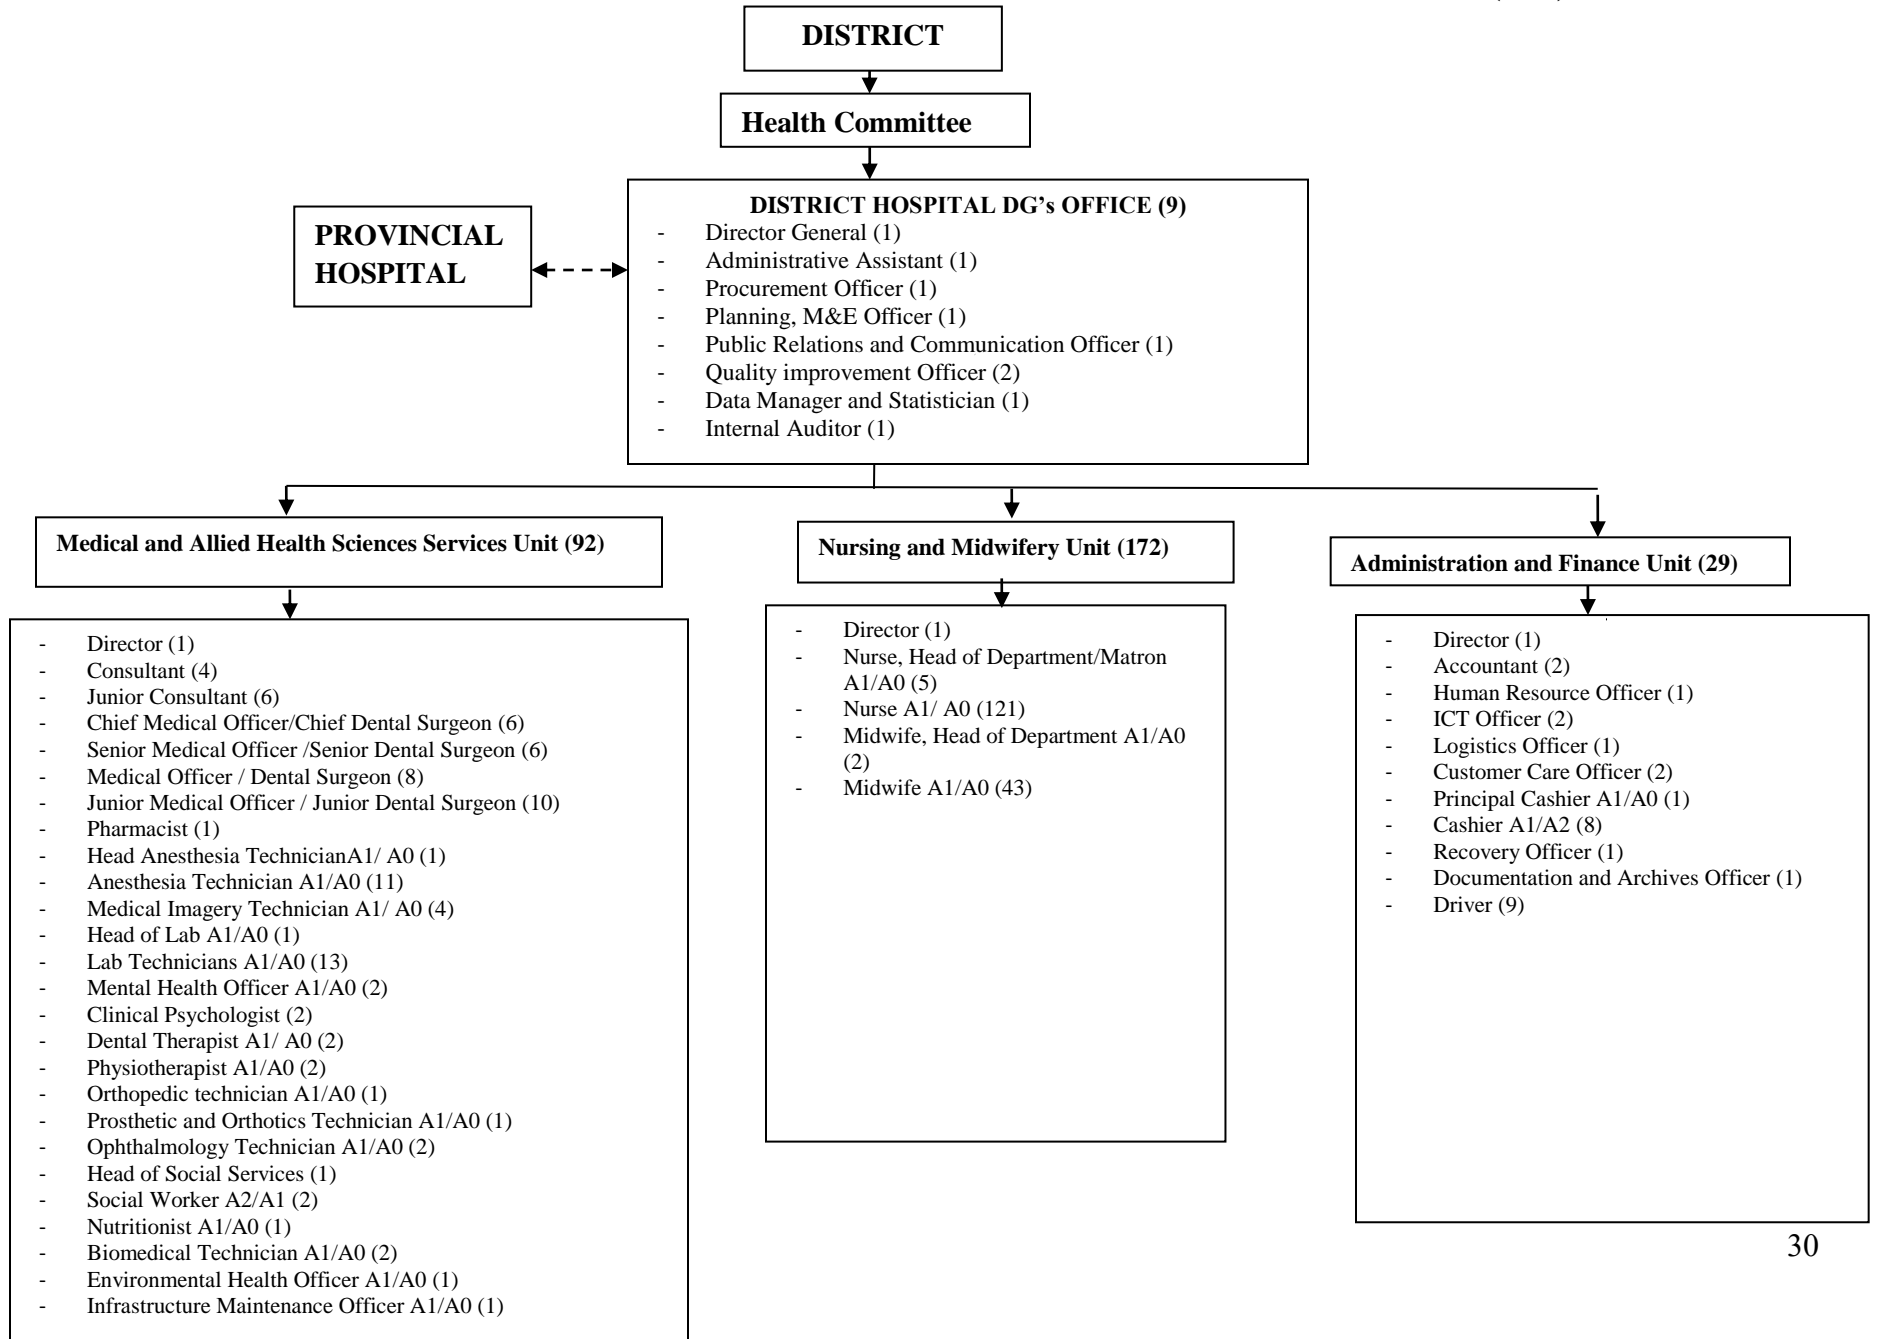 DISTRICT
Health Committee
PROVINCIAL
HOSPITAL
DISTRICT HOSPITAL DG's OFFICE (9)
- Director General (1)
- Administrative Assistant (1)
- Procurement Officer (1)
- Planning, M&E Officer (1)
- Public Relations and Communication Officer (1)
- Quality improvement Officer (2)
- Data Manager and Statistician (1)
- Internal Auditor (1)
Medical and Allied Health Sciences Services Unit (92)
- Director (1)
- Consultant (4)
- Junior Consultant (6)
- Chief Medical Officer/Chief Dental Surgeon (6)
- Senior Medical Officer /Senior Dental Surgeon (6)
- Medical Officer / Dental Surgeon (8)
- Junior Medical Officer / Junior Dental Surgeon (10)
- Pharmacist (1)
- Head Anesthesia TechnicianA1/ A0 (1)
- Anesthesia Technician A1/A0 (11)
- Medical Imagery Technician A1/ A0 (4)
- Head of Lab A1/A0 (1)
- Lab Technicians A1/A0 (13)
- Mental Health Officer A1/A0 (2)
- Clinical Psychologist (2)
- Dental Therapist A1/ A0 (2)
- Physiotherapist A1/A0 (2)
- Orthopedic technician A1/A0 (1)
- Prosthetic and Orthotics Technician A1/A0 (1)
- Ophthalmology Technician A1/A0 (2)
- Head of Social Services (1)
- Social Worker A2/A1 (2)
- Nutritionist A1/A0 (1)
- Biomedical Technician A1/A0 (2)
- Environmental Health Officer A1/A0 (1)
- Infrastructure Maintenance Officer A1/A0 (1)
Nursing and Midwifery Unit (172)
- Director (1)
- Nurse, Head of Department/Matron
A1/A0 (5)
- Nurse A1/ A0 (121)
- Midwife, Head of Department A1/A0
(2)
- Midwife A1/A0 (43)
Administration and Finance Unit (29)
- Director (1)
- Accountant (2)
- Human Resource Officer (1)
- ICT Officer (2)
- Logistics Officer (1)
- Customer Care Officer (2)
- Principal Cashier A1/A0 (1)
- Cashier A1/A2 (8)
- Recovery Officer (1)
- Documentation and Archives Officer (1)
- Driver (9)
30